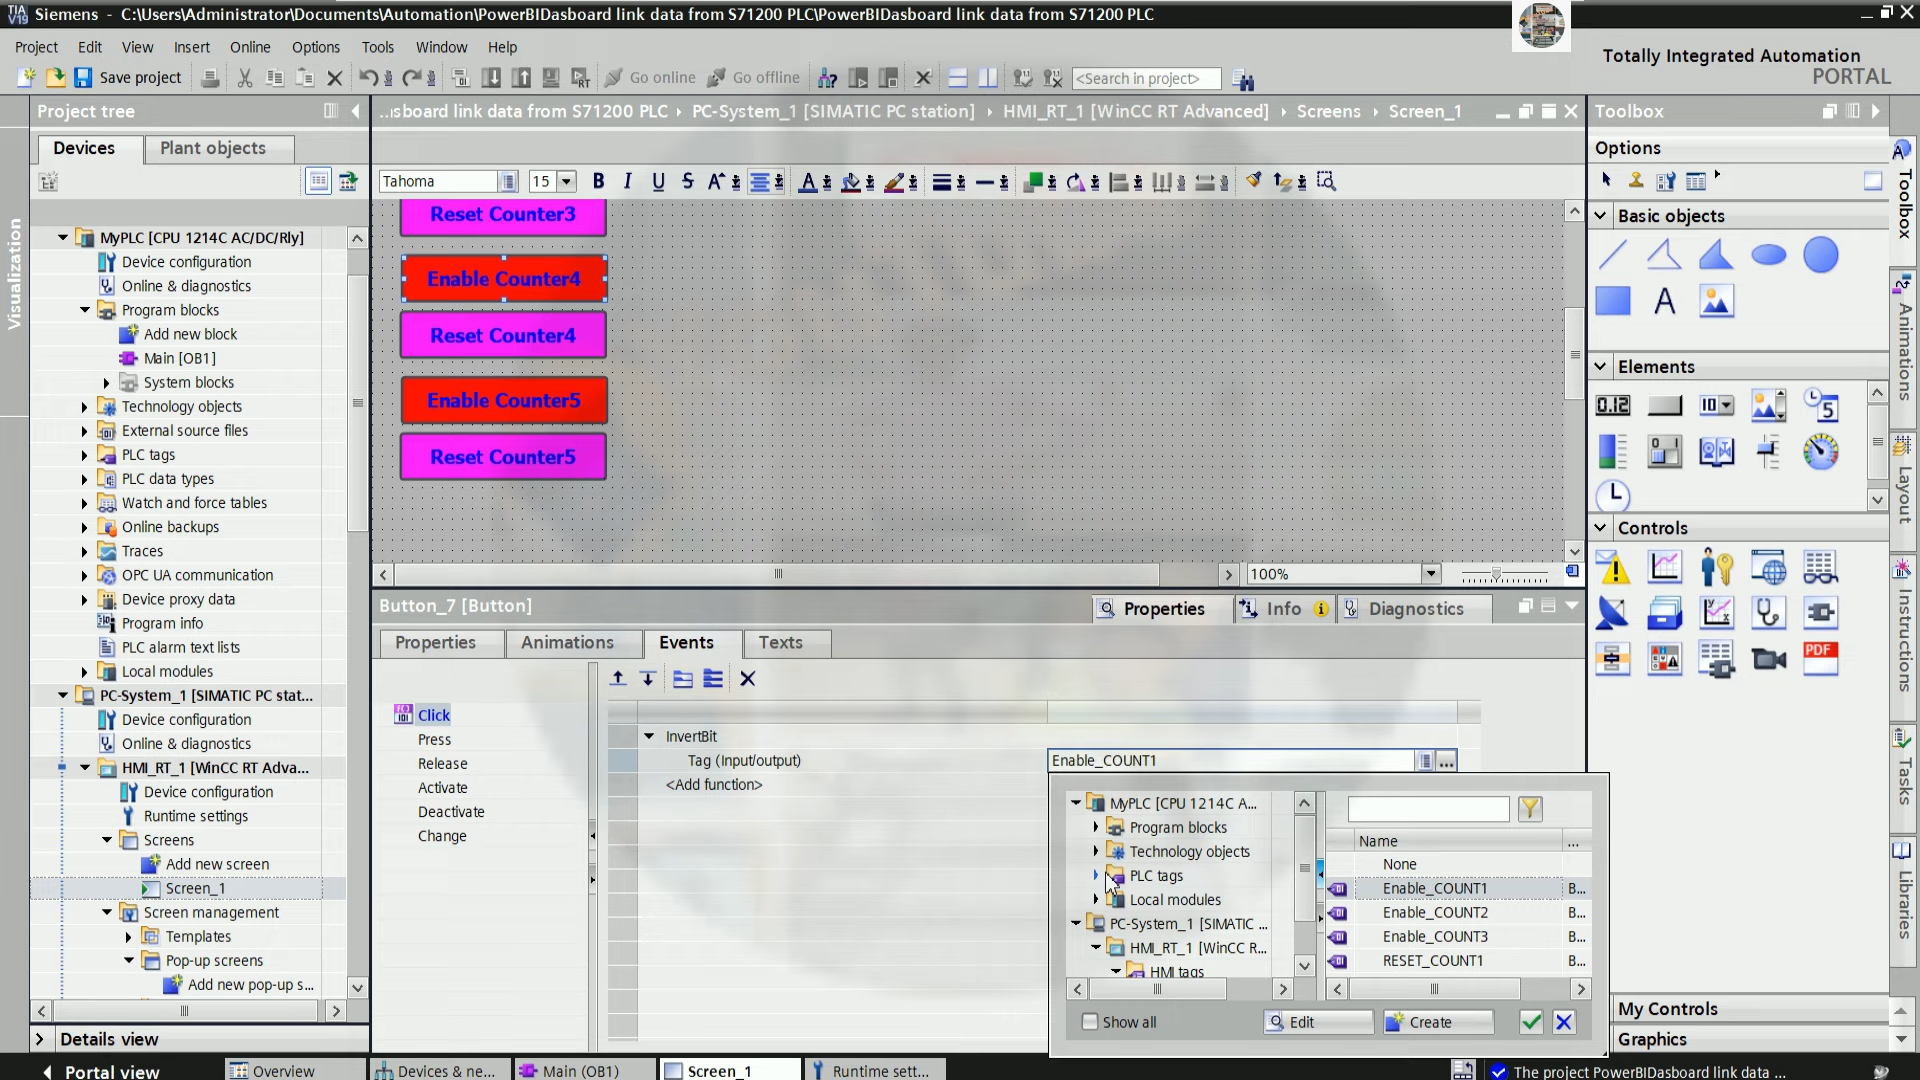 TIA V19 Siemens - C:\Users\Administrator\Documents\Automation\PowerBIDasboard link data from S71200 PLC\PowerBIDasboard link data from S71200 PLC
Project Edit View Insert Online Options Tools Window Help
Totally Integrated Automation
PORTAL
Save project Go online Go offline <Search in project>
Project tree
...sboard link data from S71200 PLC › PC-System_1 [SIMATIC PC station] › HMI_RT_1 [WinCC RT Advanced] › Screens › Screen_1
Toolbox
Devices Plant objects
Options
Tahoma 15 B I U S
Basic objects
Visualization
MyPLC [CPU 1214C AC/DC/Rly]
Device configuration
Online & diagnostics
Program blocks
Add new block
Main [OB1]
System blocks
Technology objects
External source files
PLC tags
PLC data types
Watch and force tables
Online backups
Traces
OPC UA communication
Device proxy data
Program info
PLC alarm text lists
Local modules
PC-System_1 [SIMATIC PC stat...
Device configuration
Online & diagnostics
HMI_RT_1 [WinCC RT Adva...
Device configuration
Runtime settings
Screens
Add new screen
Screen_1
Screen management
Templates
Pop-up screens
Add new pop-up s...
Details view
Reset Counter3
Enable Counter4
Reset Counter4
Enable Counter5
Reset Counter5
100%
Button_7 [Button]
Properties Info Diagnostics
Properties Animations Events Texts
Click
Press
Release
Activate
Deactivate
Change
InvertBit
Tag (Input/output) Enable_COUNT1
<Add function>
MyPLC [CPU 1214C A...
Program blocks
Technology objects
PLC tags
Local modules
PC-System_1 [SIMATIC ...
HMI_RT_1 [WinCC R...
HMI tags
Name ...
None
Enable_COUNT1 B...
Enable_COUNT2 B...
Enable_COUNT3 B...
RESET_COUNT1 B...
Show all Edit Create
Elements
0.12
10
5
Controls
PDF
My Controls
Graphics
Toolbox
Animations
Layout
Instructions
Tasks
Libraries
Portal view Overview Devices & ne... Main (OB1) Screen_1 Runtime sett...
The project PowerBIDasboard link data ...